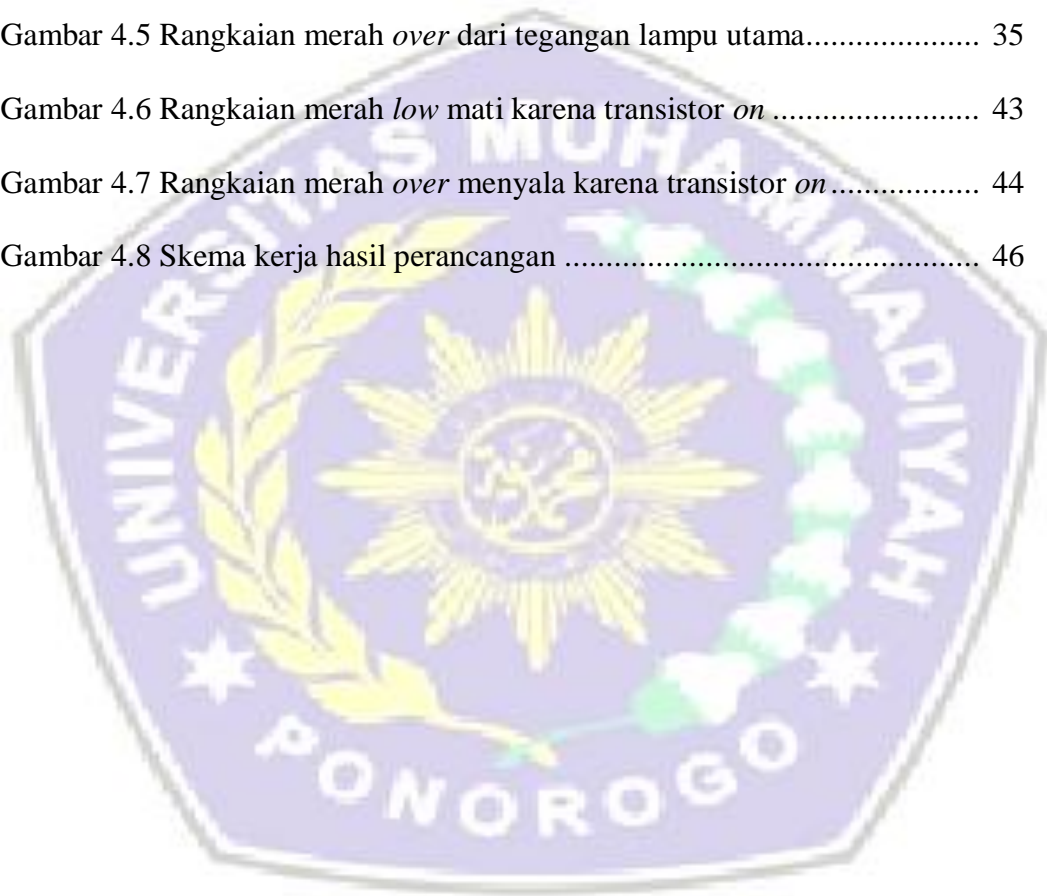 Gambar 4.5 Rangkaian merah over dari tegangan lampu utama..................... 35
Gambar 4.6 Rangkaian merah low mati karena transistor on ......................... 43
Gambar 4.7 Rangkaian merah over menyala karena transistor on.................. 44
Gambar 4.8 Skema kerja hasil perancangan ................................................... 46
UNIVERSITAS MUHAMMADIYAH
PONOROGO